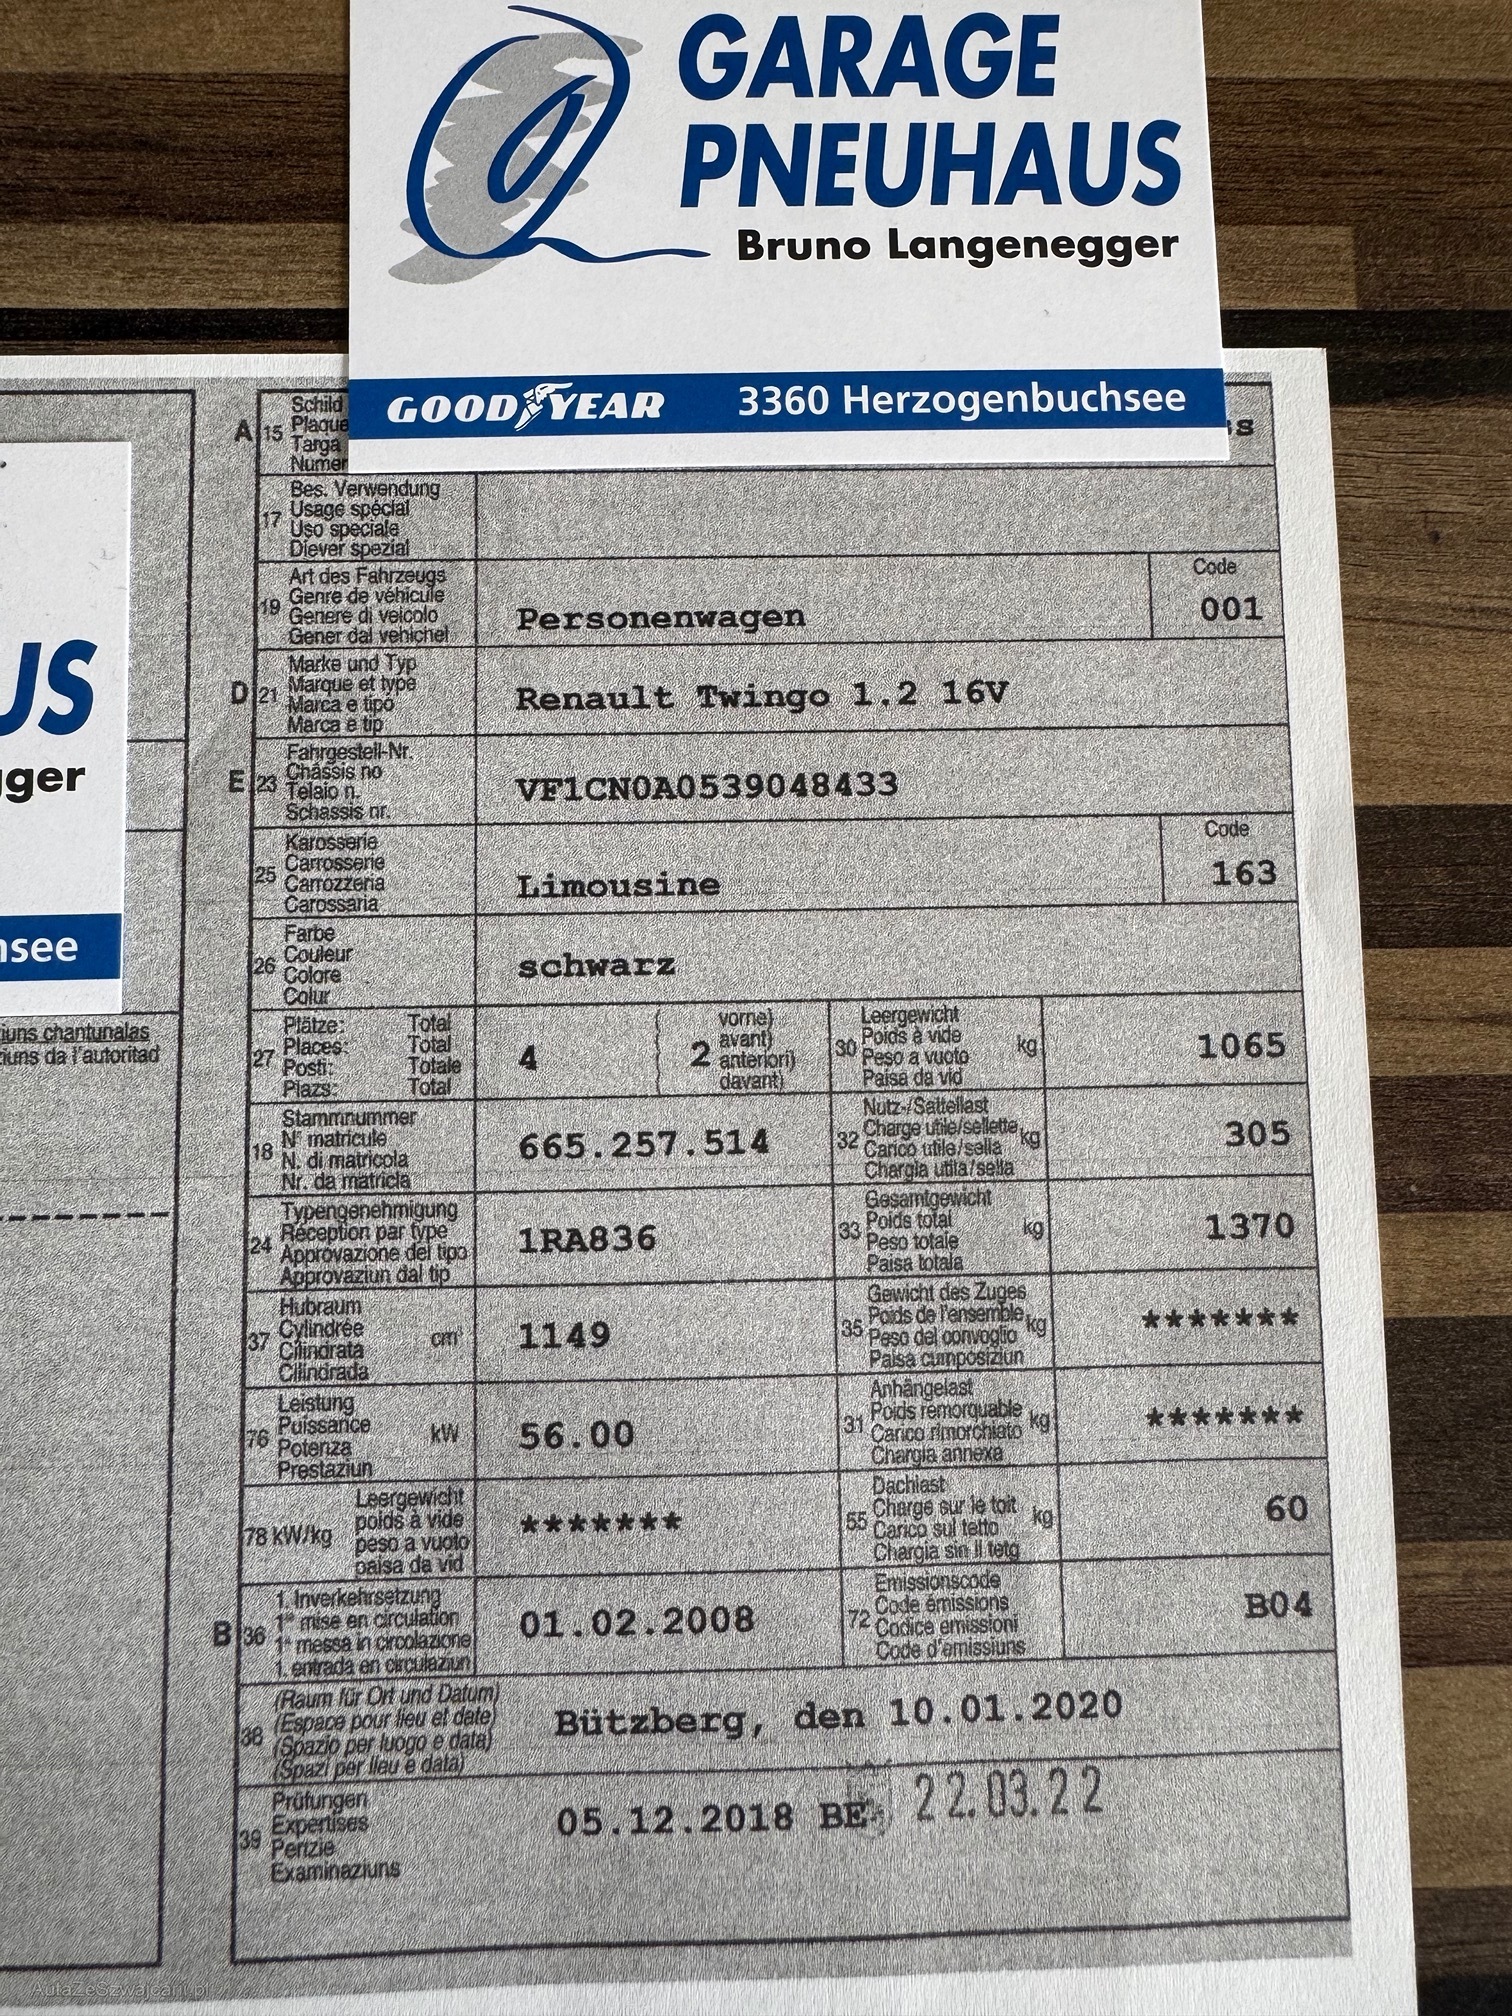 GARAGE
PNEUHAUS
Bruno Langenegger
GOODYEAR 3360 Herzogenbuchsee
US
gger
hsee
iuns chantunalas
iuns da l'autoritad
A 15 Schild
Plaque
Targa
Numer
17 Bes. Verwendung
Usage spécial
Uso speciale
Diever spezial
19 Art des Fahrzeugs
Genre de véhicule
Genere di veicolo
Gener dal vehichel
Personenwagen
Code
001
D 21 Marke und Typ
Marque et type
Marca e tipo
Marca e tip
Renault Twingo 1.2 16V
E 23 Fahrgestell-Nr.
Châssis no
Telaio n.
Schassis nr.
VF1CN0A0539048433
25 Karosserie
Carrosserie
Carrozzeria
Carossaria
Limousine
Code
163
26 Farbe
Couleur
Colore
Colur
schwarz
27 Plätze: Total
Places: Total
Posti: Totale
Plazs: Total
4
2 vorne)
avant)
anteriori)
davant)
30 Leergewicht
Poids à vide
Peso a vuoto
Paisa da vid
kg
1065
18 Stammnummer
N° matricule
N. di matricola
Nr. da matricla
665.257.514
32 Nutz-/Sattellast
Charge utile/sellette
Carico utile/sella
Chargia utila/sella
kg
305
24 Typengenehmigung
Réception par type
Approvazione del tipo
Approvaziun dal tip
1RA836
33 Gesamtgewicht
Poids total
Peso totale
Paisa totala
kg
1370
37 Hubraum
Cylindrée
Cilindrata
Cilindrada
cm³
1149
35 Gewicht des Zuges
Poids de l'ensemble
Peso del convoglio
Paisa cumposiziun
kg
*******
76 Leistung
Puissance
Potenza
Prestaziun
kW
56.00
31 Anhängelast
Poids remorquable
Carico rimorchiato
Chargia annexa
kg
*******
78 kW/kg Leergewicht
poids à vide
peso a vuoto
paisa da vid
*******
55 Dachlast
Charge sur le toit
Carico sul tetto
Chargia sin il tetg
kg
60
B 36 1. Inverkehrsetzung
1re mise en circulation
1a messa in circolazione
1. entrada en circulaziun
01.02.2008
72 Emissionscode
Code émissions
Codice emissioni
Code d'emissiuns
B04
38 (Raum für Ort und Datum)
(Espace pour lieu et date)
(Spazio per luogo e data)
(Spazi per lieu e data)
Bützberg, den 10.01.2020
39 Prüfungen
Expertises
Perizie
Examinaziuns
05.12.2018 BE 22.03.22
AutaZeSzwajcarii.pl